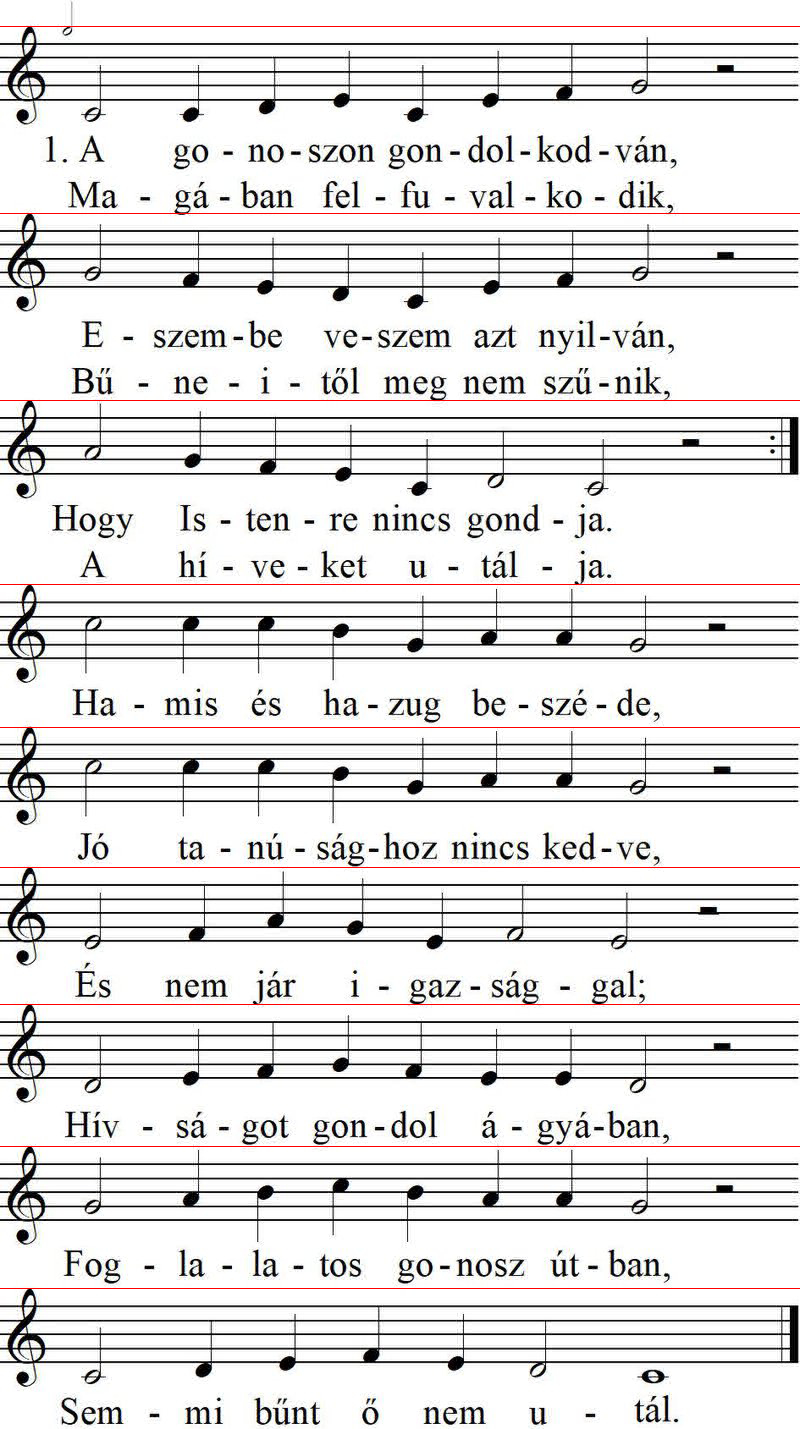 1. A go - no - szon gon - dol - kod - ván,
Ma - gá - ban fel - fu - val - ko - dik,
E - szem - be ve - szem azt nyil - ván,
Bű - ne - i - től meg nem szű - nik,
Hogy Is - ten - re nincs gond - ja.
A hí - ve - ket u - tál - ja.
Ha - mis és ha - zug be - szé - de,
Jó ta - nú - ság - hoz nincs ked - ve,
És nem jár i - gaz - ság - gal;
Hív - sá - got gon - dol á - gyá - ban,
Fog - la - la - tos go - nosz út - ban,
Sem - mi bűnt ő nem u - tál.